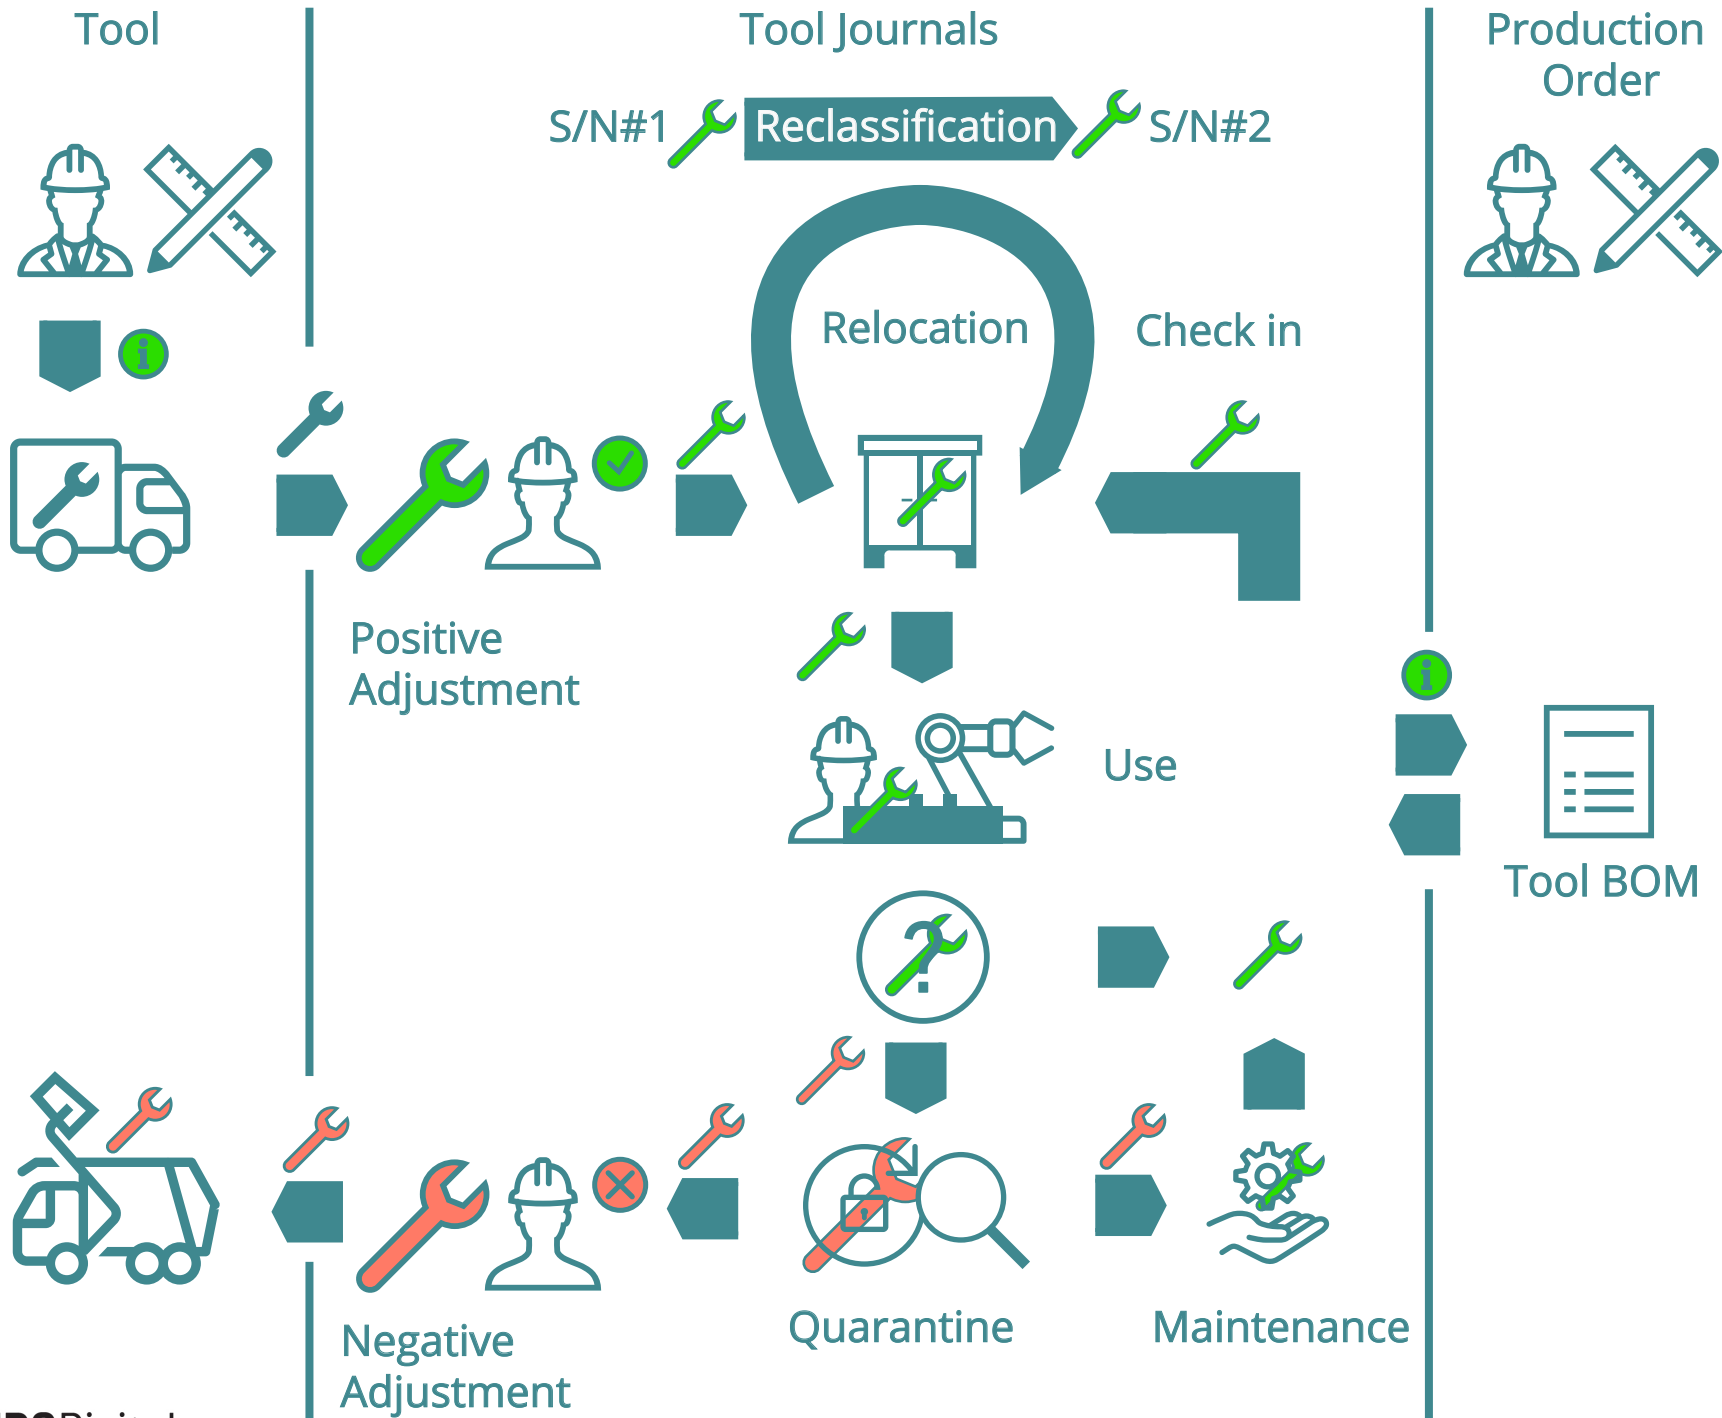 Tool
Tool Journals
Production
Order
S/N#1
Reclassification
S/N#2
Relocation
Check in
Positive
Adjustment
Use
?
Tool BOM
Quarantine
Maintenance
Negative
Adjustment